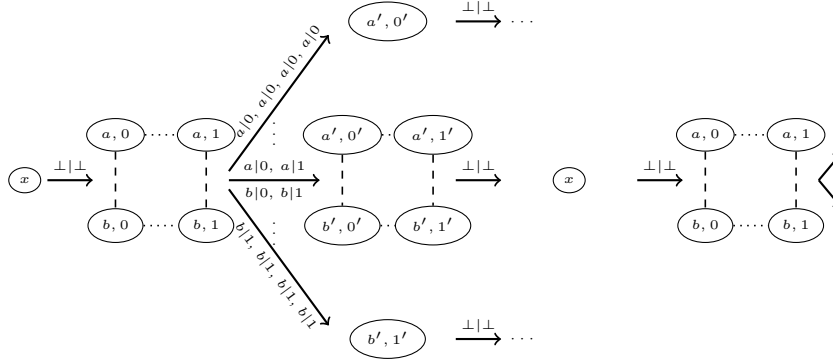 a′, 0′
⊥|⊥
· · ·
a|0, a|0, a|0, a|0
a, 0
a, 1
a′, 0′
a′, 1′
a, 0
a, 1
x
⊥|⊥
a|0, a|1
b|0, b|1
⊥|⊥
x
⊥|⊥
b, 0
b, 1
b′, 0′
b′, 1′
b, 0
b, 1
b|1, b|1, b|1, b|1
b′, 1′
⊥|⊥
· · ·